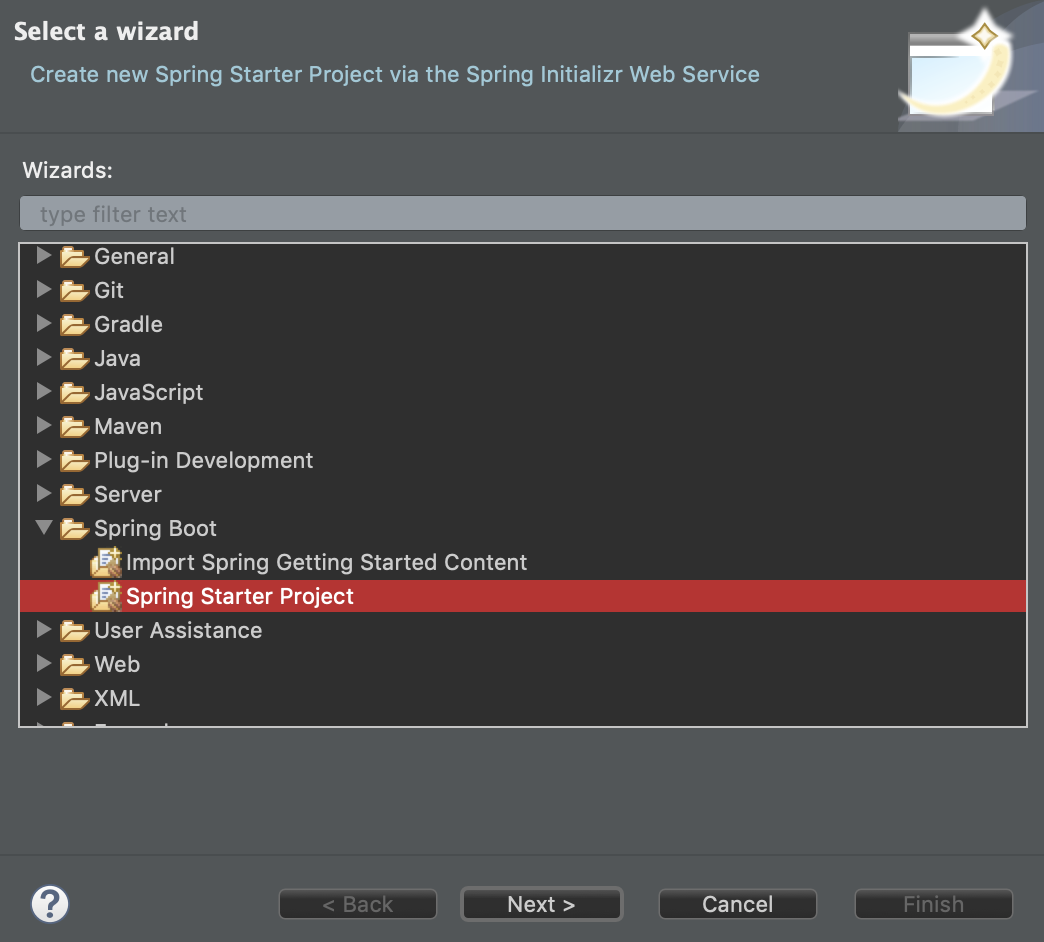 Select a wizard
Create new Spring Starter Project via the Spring Initializr Web Service
Wizards:
type filter text
General
Git
Gradle
Java
JavaScript
Maven
Plug-in Development
Server
Spring Boot
Import Spring Getting Started Content
Spring Starter Project
User Assistance
Web
XML
?
< Back Next > Cancel Finish